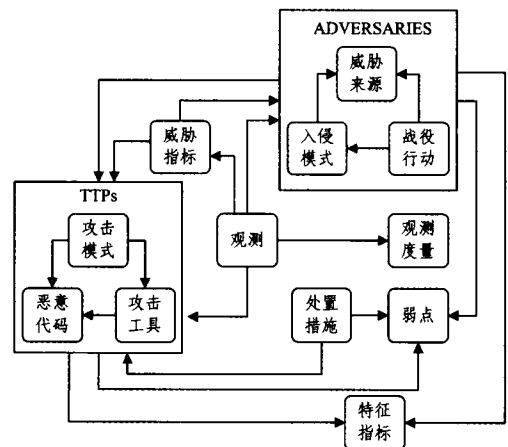 ADVERSARIES
威胁
来源
入侵
模式
战役
行动
威胁
指标
TTPs
攻击
模式
恶意
代码
攻击
工具
观测
观测
度量
处置
措施
弱点
特征
指标